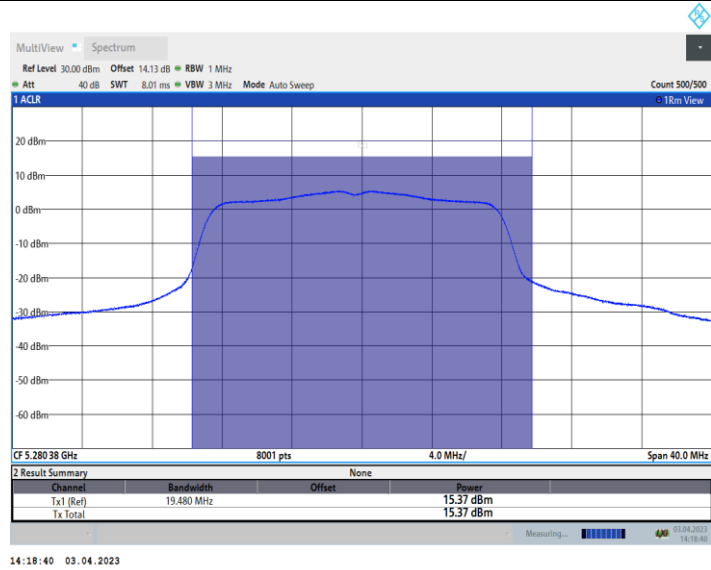 MultiView Spectrum
Ref Level 30.00 dBm Offset 14.13 dB RBW 1 MHz
Att 40 dB SWT 8.01 ms VBW 3 MHz Mode Auto Sweep Count 500/500
1 ACLR 1Rm View
20 dBm
10 dBm
0 dBm
-10 dBm
-20 dBm
-30 dBm
-40 dBm
-50 dBm
-60 dBm
CF 5.280 38 GHz 8001 pts 4.0 MHz/ Span 40.0 MHz
2 Result Summary None
Channel Bandwidth Offset Power
Tx1 (Ref) 19.480 MHz 15.37 dBm
Tx Total 15.37 dBm
Measuring... 03.04.2023
14:18:40
14:18:40 03.04.2023